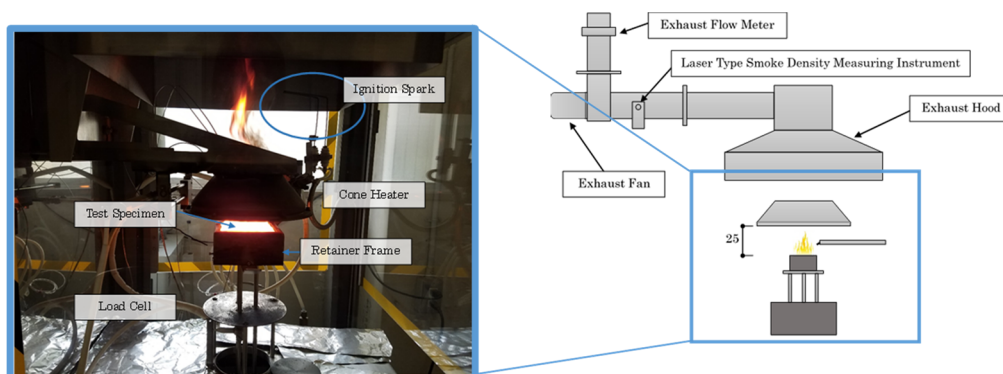 Ignition Spark
Cone Heater
Test Specimen
Retainer Frame
Load Cell
Exhaust Flow Meter
Laser Type Smoke Density Measuring Instrument
Exhaust Hood
Exhaust Fan
25